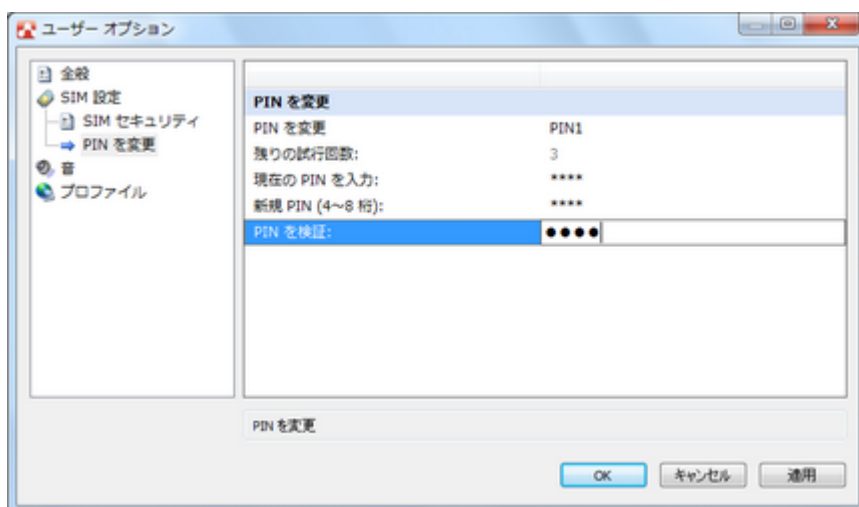 ユーザー オプション
全般
SIM 設定
SIM セキュリティ
PIN を変更
音
プロファイル
PIN を変更
PIN を変更 PIN1
残りの試行回数: 3
現在の PIN を入力: ****
新規 PIN (4～8 桁): ****
PIN を検証: ●●●●
PIN を変更
OK キャンセル 適用